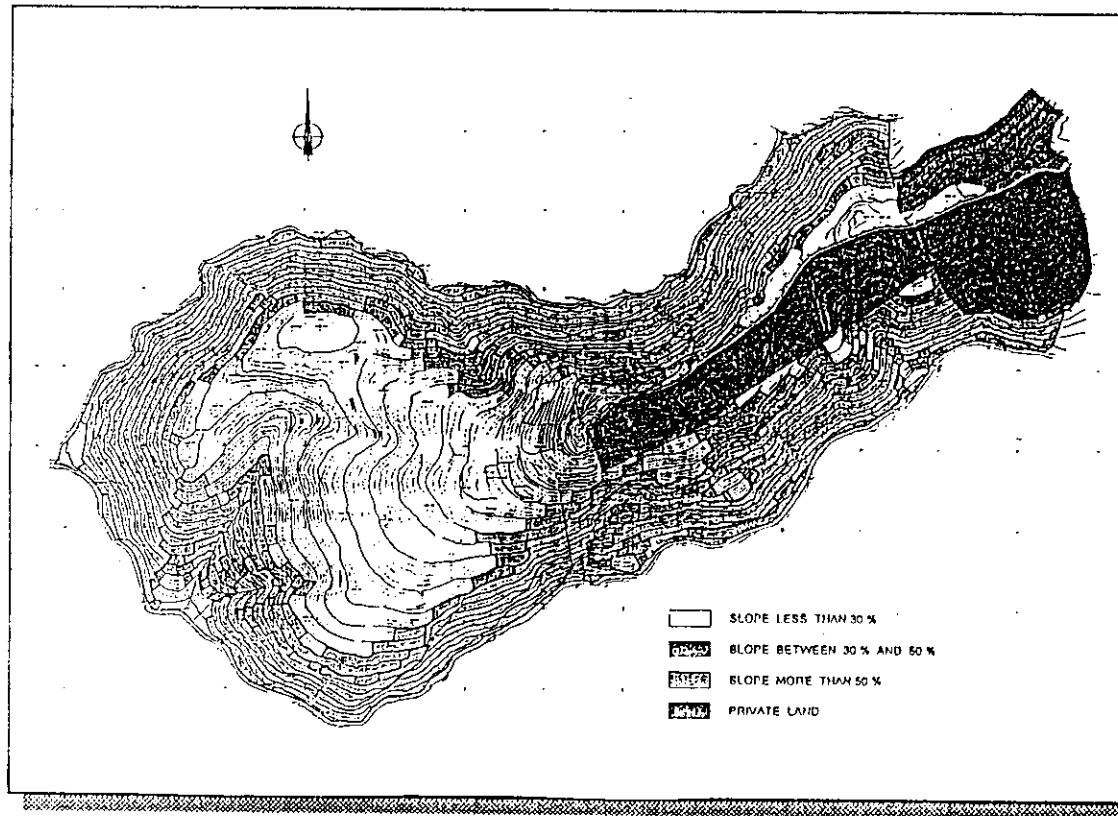 SLOPE LESS THAN 30 %
SLOPE BETWEEN 30 % AND 50 %
SLOPE MORE THAN 50 %
PRIVATE LAND